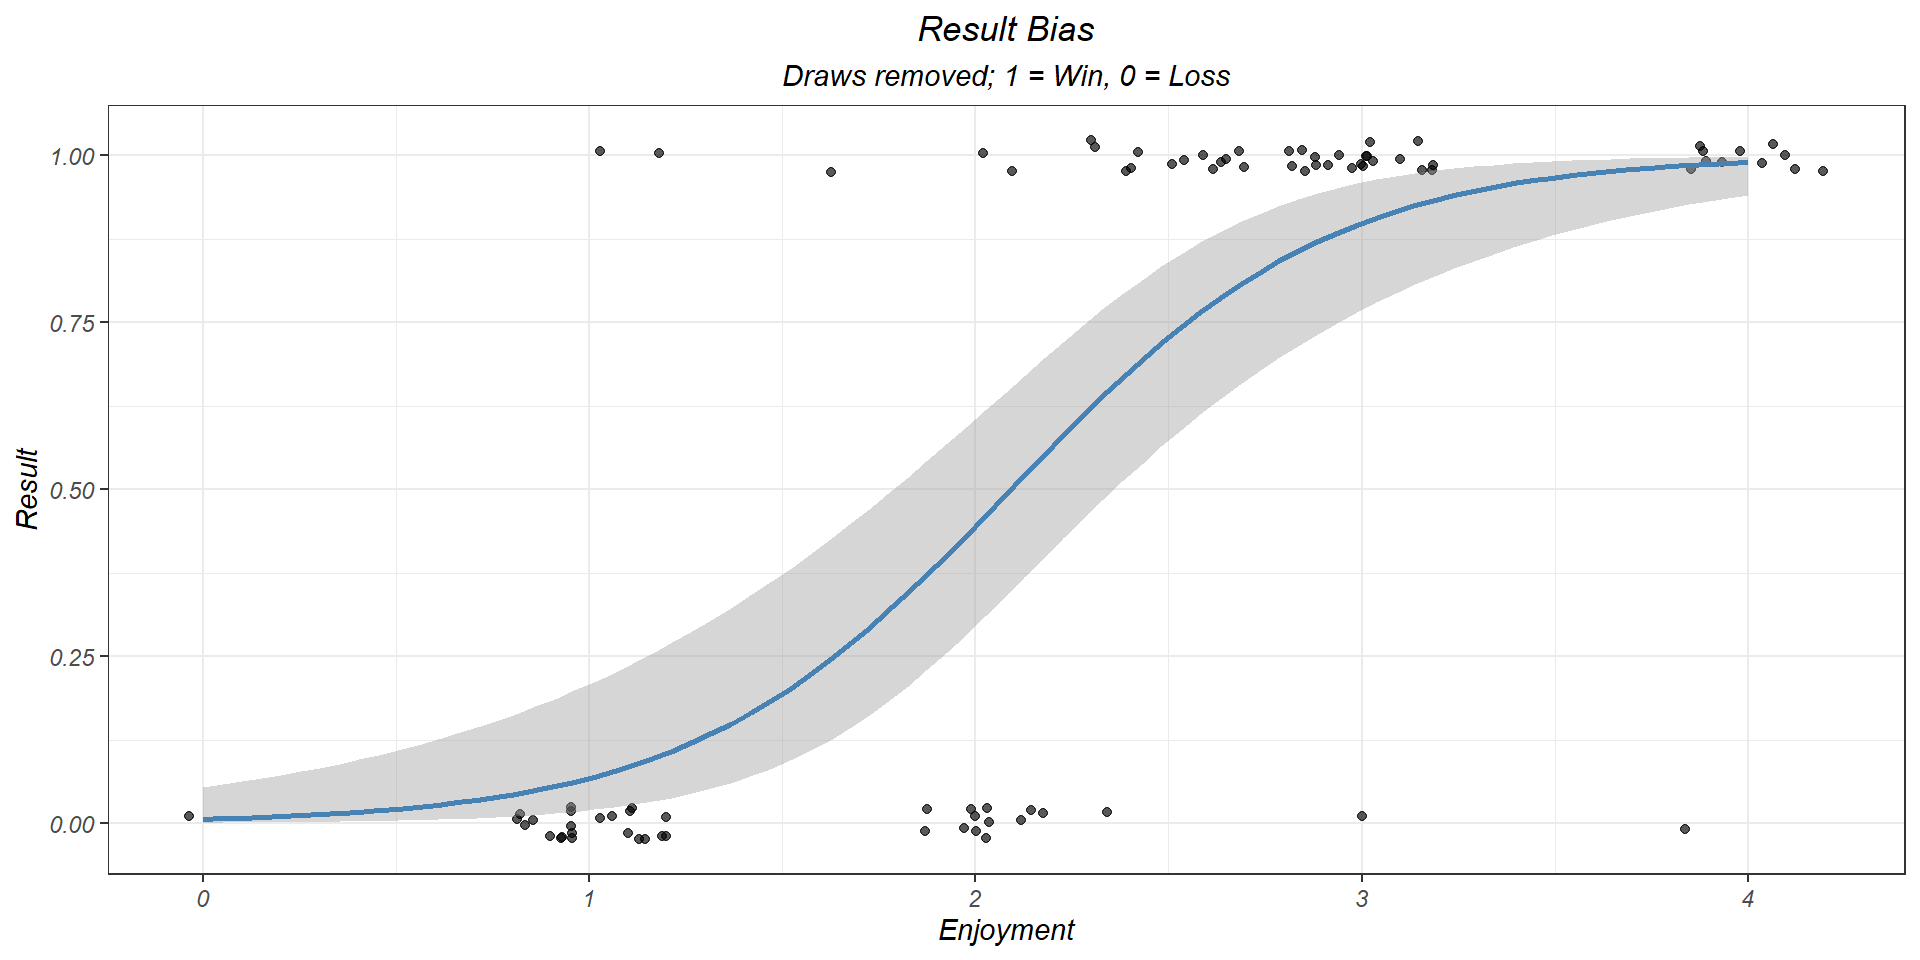 Result Bias
Draws removed; 1 = Win, 0 = Loss
1.00
0.75
0.50
0.25
0.00
Result
0 1 2 3 4
Enjoyment